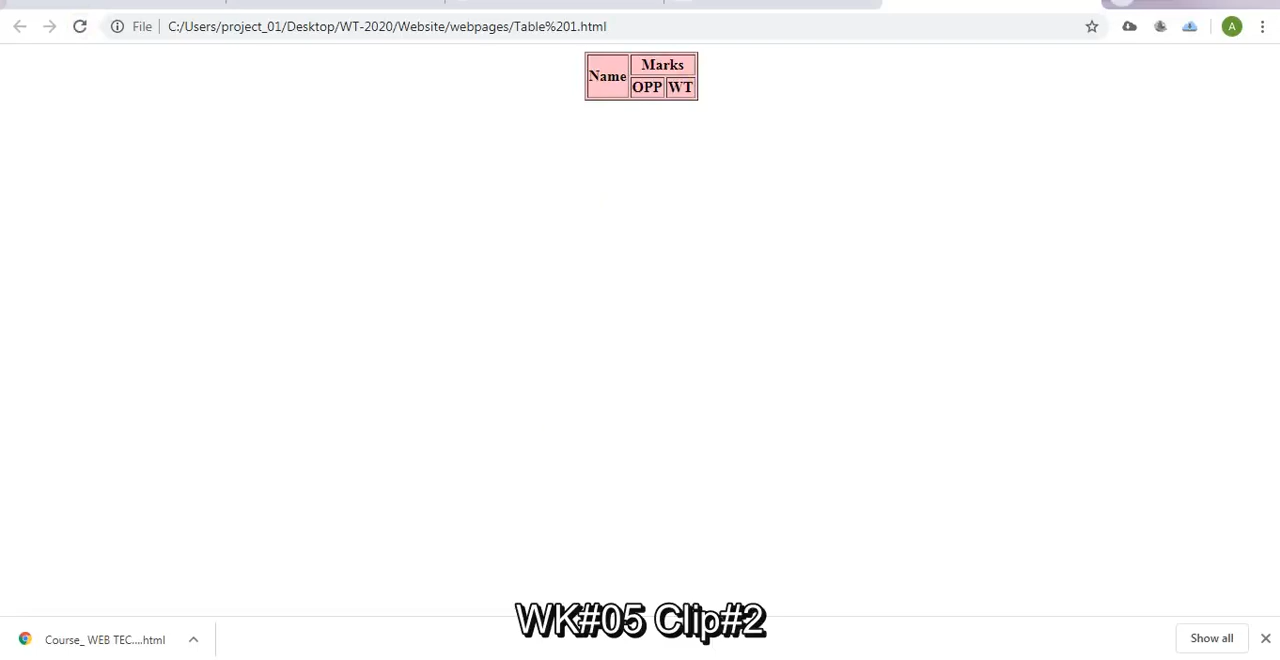 File
C:/Users/project_01/Desktop/WT-2020/Website/webpages/Table%201.html
A
Name
Marks
OPP WT
WK#05 Clip#2
Course_ WEB TEC....html
Show all